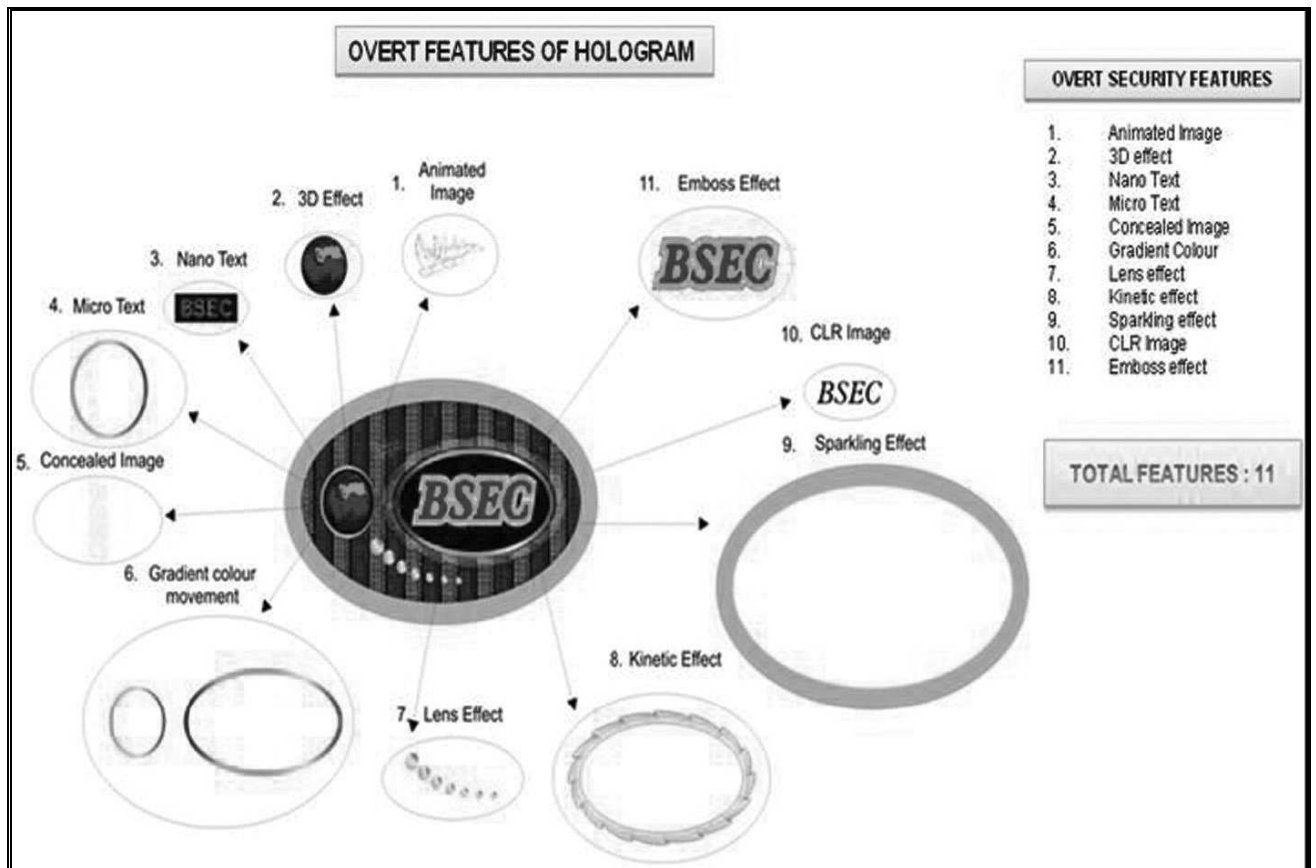 OVERT FEATURES OF HOLOGRAM
OVERT SECURITY FEATURES
1. Animated Image
2. 3D effect
3. Nano Text
4. Micro Text
5. Concealed Image
6. Gradient Colour
7. Lens effect
8. Kinetic effect
9. Sparkling effect
10. CLR Image
11. Emboss effect
TOTAL FEATURES : 11
1. Animated
Image
2. 3D Effect
3. Nano Text
BSEC
4. Micro Text
5. Concealed Image
6. Gradient colour
movement
7. Lens Effect
8. Kinetic Effect
9. Sparkling Effect
10. CLR Image
BSEC
11. Emboss Effect
BSEC
BSEC